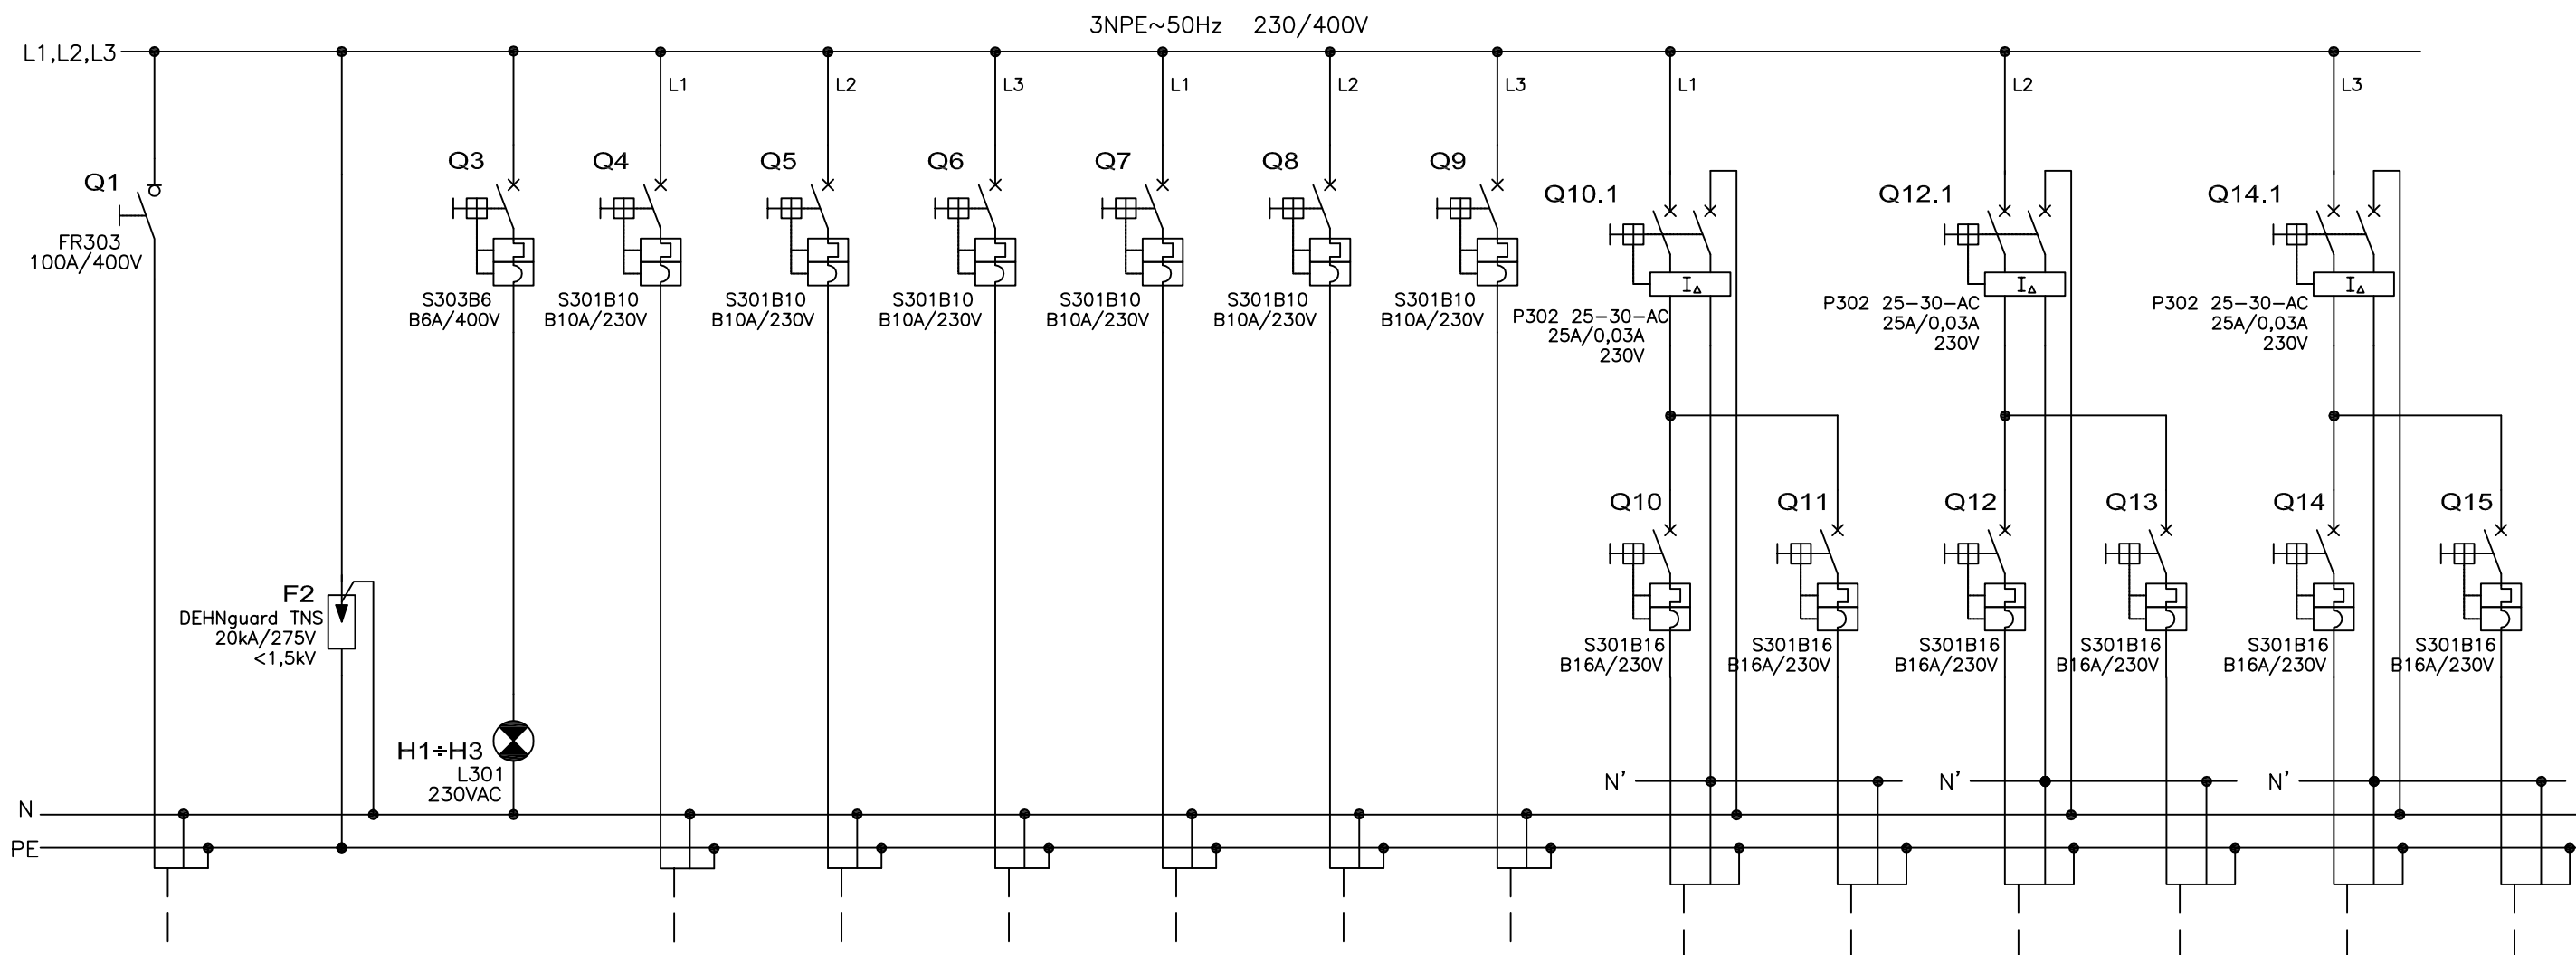 3NPE~50Hz 230/400V
L1,L2,L3
L1
L2
L3
L1
L2
L3
L1
L2
L3
Q1
FR303
100A/400V
F2
DEHNguard TNS
20kA/275V
<1,5kV
Q3
S303B6
B6A/400V
H1÷H3
L301
230VAC
Q4
S301B10
B10A/230V
Q5
S301B10
B10A/230V
Q6
S301B10
B10A/230V
Q7
S301B10
B10A/230V
Q8
S301B10
B10A/230V
Q9
S301B10
B10A/230V
Q10.1
I∆
P302 25-30-AC
25A/0,03A
230V
Q10
S301B16
B16A/230V
Q11
S301B16
B16A/230V
N'
Q12.1
I∆
P302 25-30-AC
25A/0,03A
230V
Q12
S301B16
B16A/230V
Q13
S301B16
B16A/230V
N'
Q14.1
I∆
P302 25-30-AC
25A/0,03A
230V
Q14
S301B16
B16A/230V
Q15
S301B16
B16A/230V
N'
N
PE